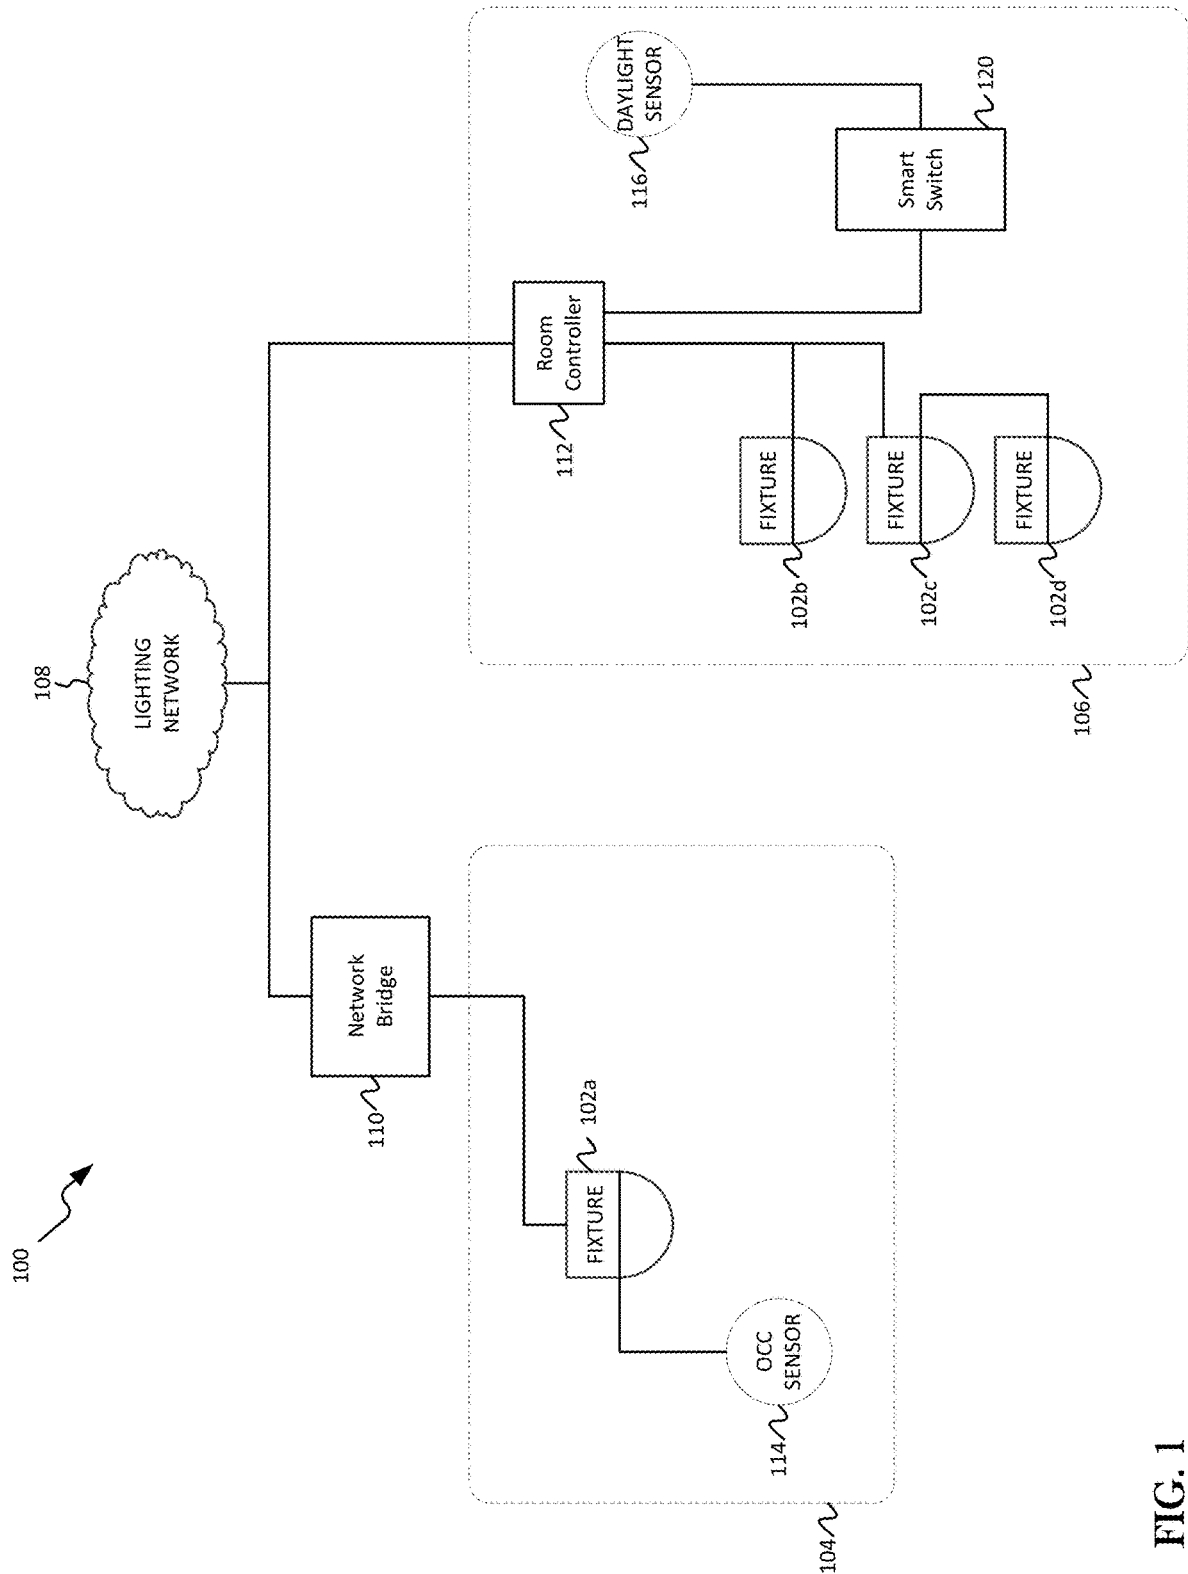 100
108
LIGHTING
NETWORK
110
Network
Bridge
112
Room
Controller
102a
FIXTURE
114
OCC
SENSOR
104
116
DAYLIGHT
SENSOR
120
Smart
Switch
FIXTURE
102b
FIXTURE
102c
FIXTURE
102d
106
FIG. 1